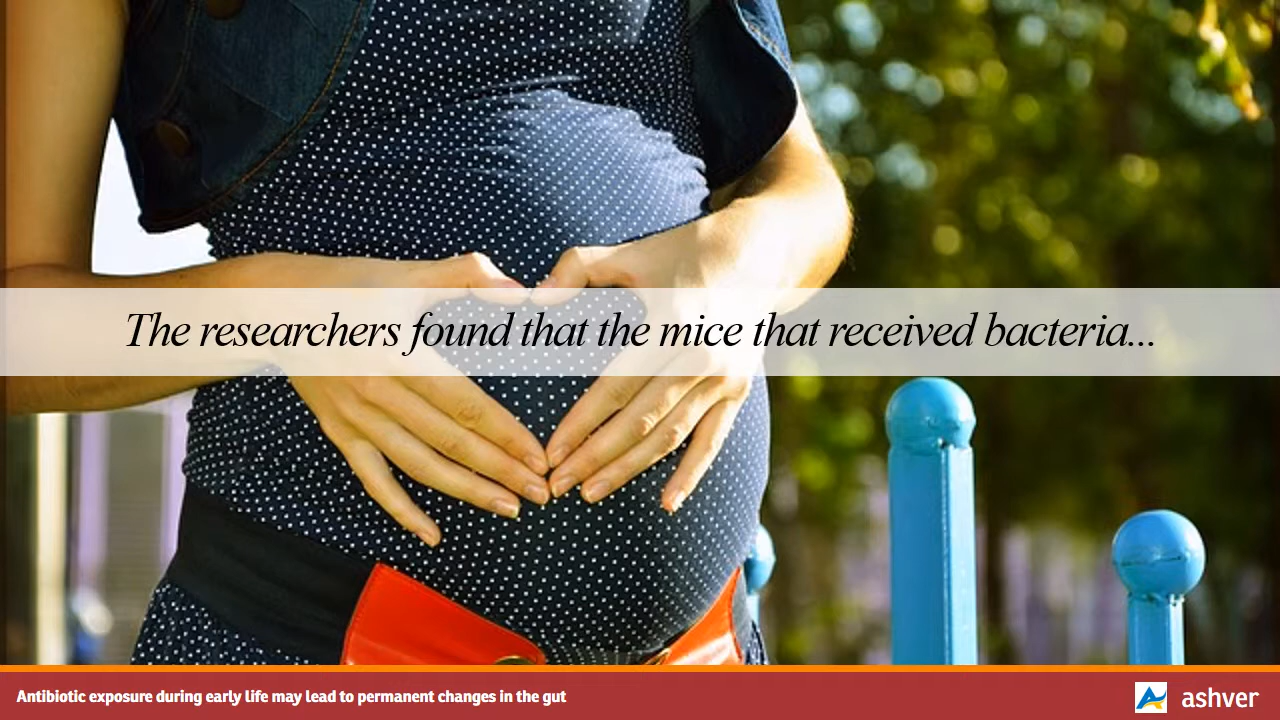 The researchers found that the mice that received bacteria...
Antibiotic exposure during early life may lead to permanent changes in the gut
ashver